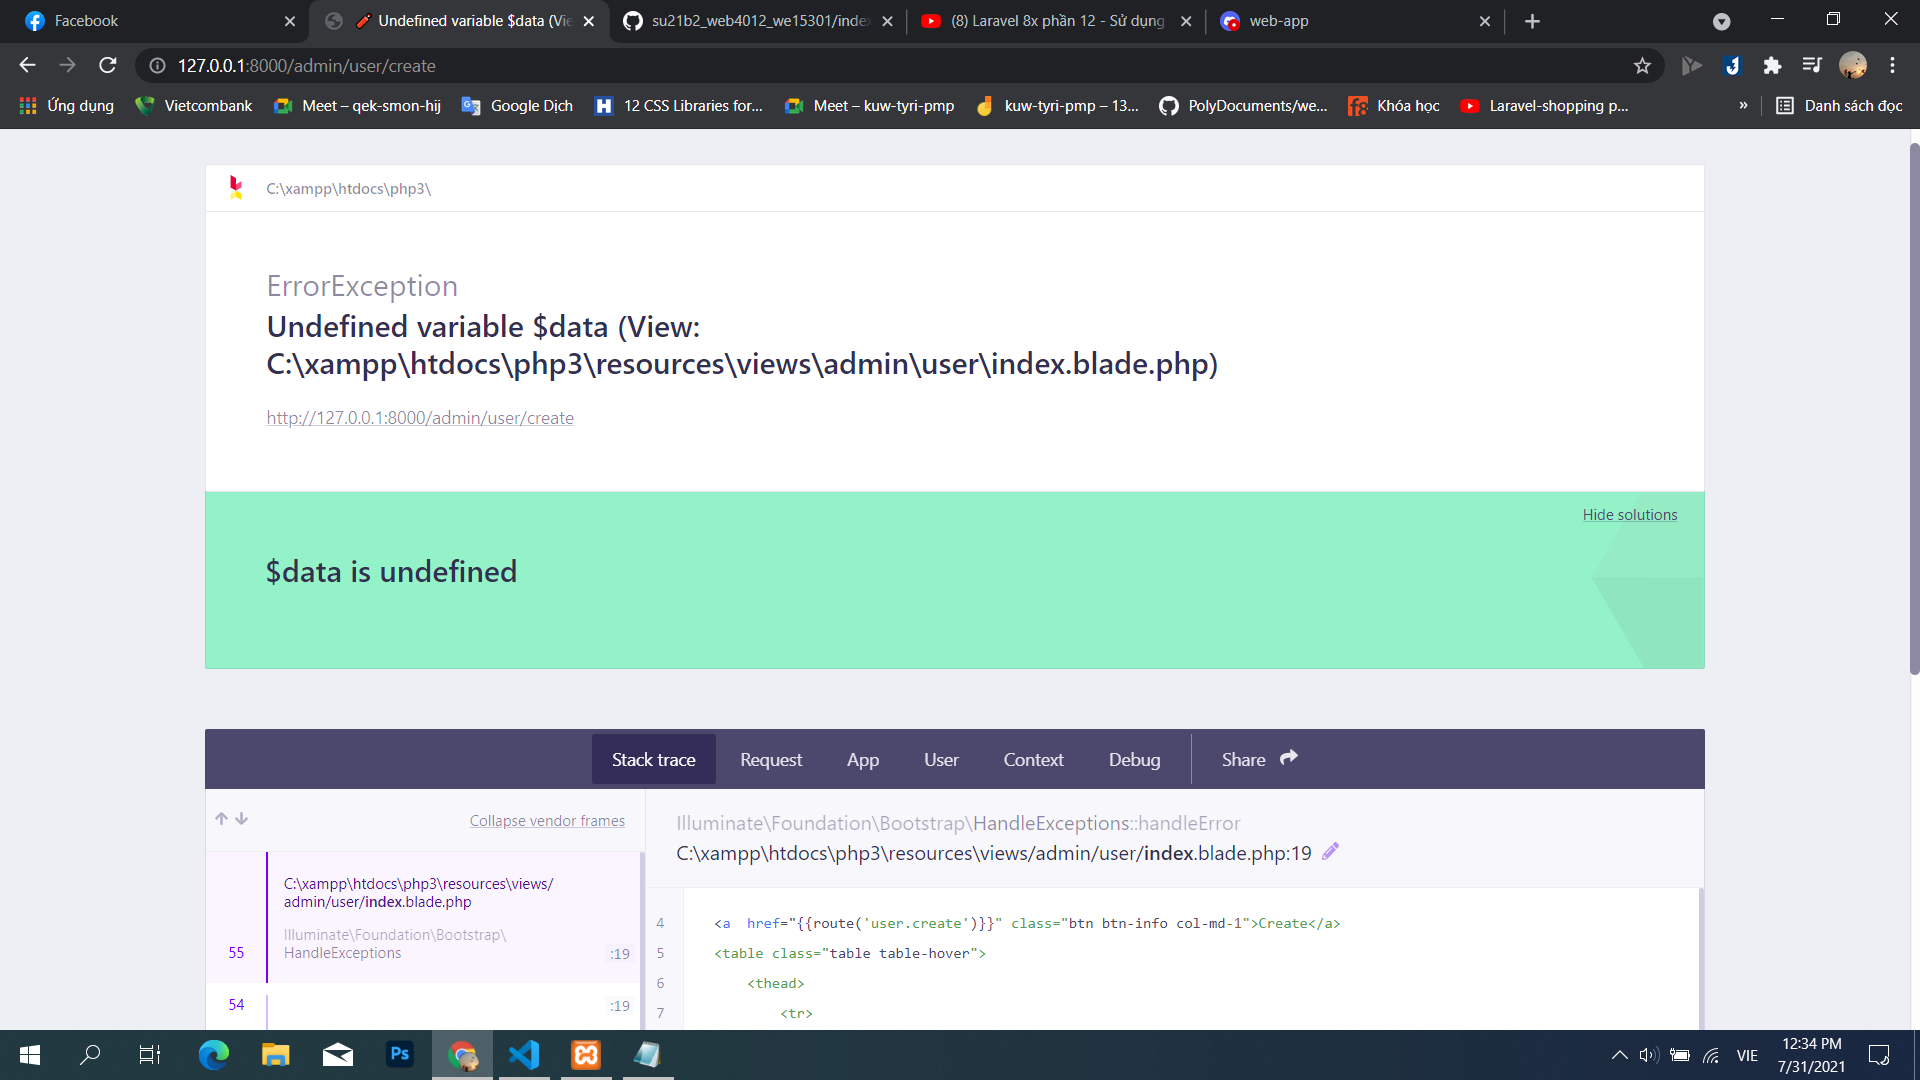 Facebook
Undefined variable $data (Vie
su21b2_web4012_we15301/index
(8) Laravel 8x phần 12 - Sử dụng
web-app
127.0.0.1:8000/admin/user/create
Ứng dụng
Vietcombank
Meet – qek-smon-hij
Google Dịch
12 CSS Libraries for...
Meet – kuw-tyri-pmp
kuw-tyri-pmp – 13...
PolyDocuments/we...
Khóa học
Laravel-shopping p...
»
Danh sách đọc
C:\xampp\htdocs\php3\
ErrorException
Undefined variable $data (View:
C:\xampp\htdocs\php3\resources\views\admin\user\index.blade.php)
http://127.0.0.1:8000/admin/user/create
Hide solutions
$data is undefined
Stack trace
Request
App
User
Context
Debug
Share
Collapse vendor frames
C:\xampp\htdocs\php3\resources\views/
admin/user/index.blade.php
Illuminate\Foundation\Bootstrap\
55 HandleExceptions :19
54 :19
Illuminate\Foundation\Bootstrap\HandleExceptions::handleError
C:\xampp\htdocs\php3\resources\views/admin/user/index.blade.php:19
4 <a  href="{{route('user.create')}}" class="btn btn-info col-md-1">Create</a>
5 <table class="table table-hover">
6 <thead>
7 <tr>
Ps
VIE
12:34 PM
7/31/2021